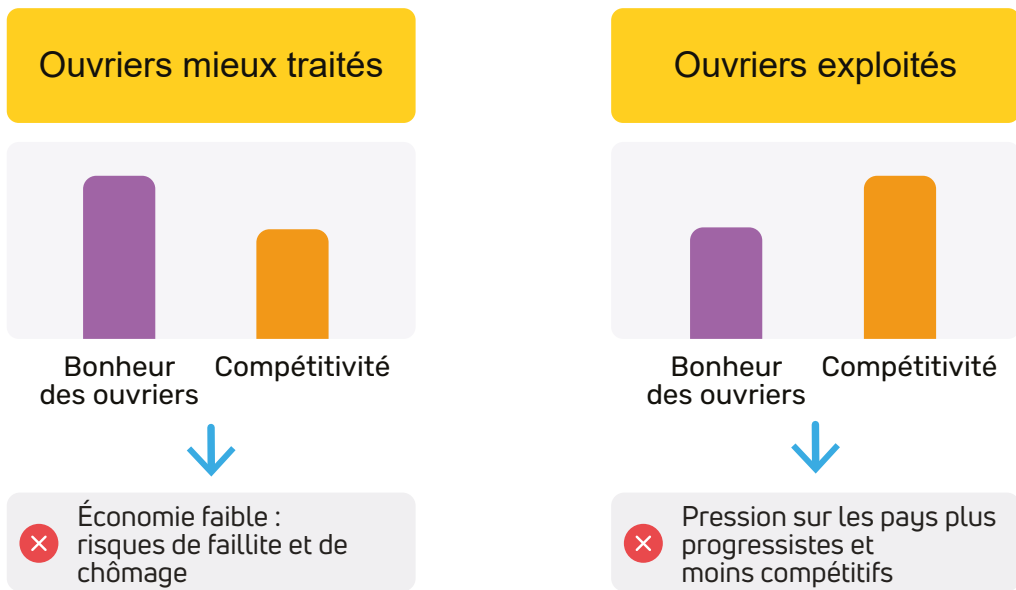 Ouvriers mieux traités
Bonheur
des ouvriers
Compétitivité
Économie faible :
risques de faillite et de
chômage
Ouvriers exploités
Bonheur
des ouvriers
Compétitivité
Pression sur les pays plus
progressistes et
moins compétitifs